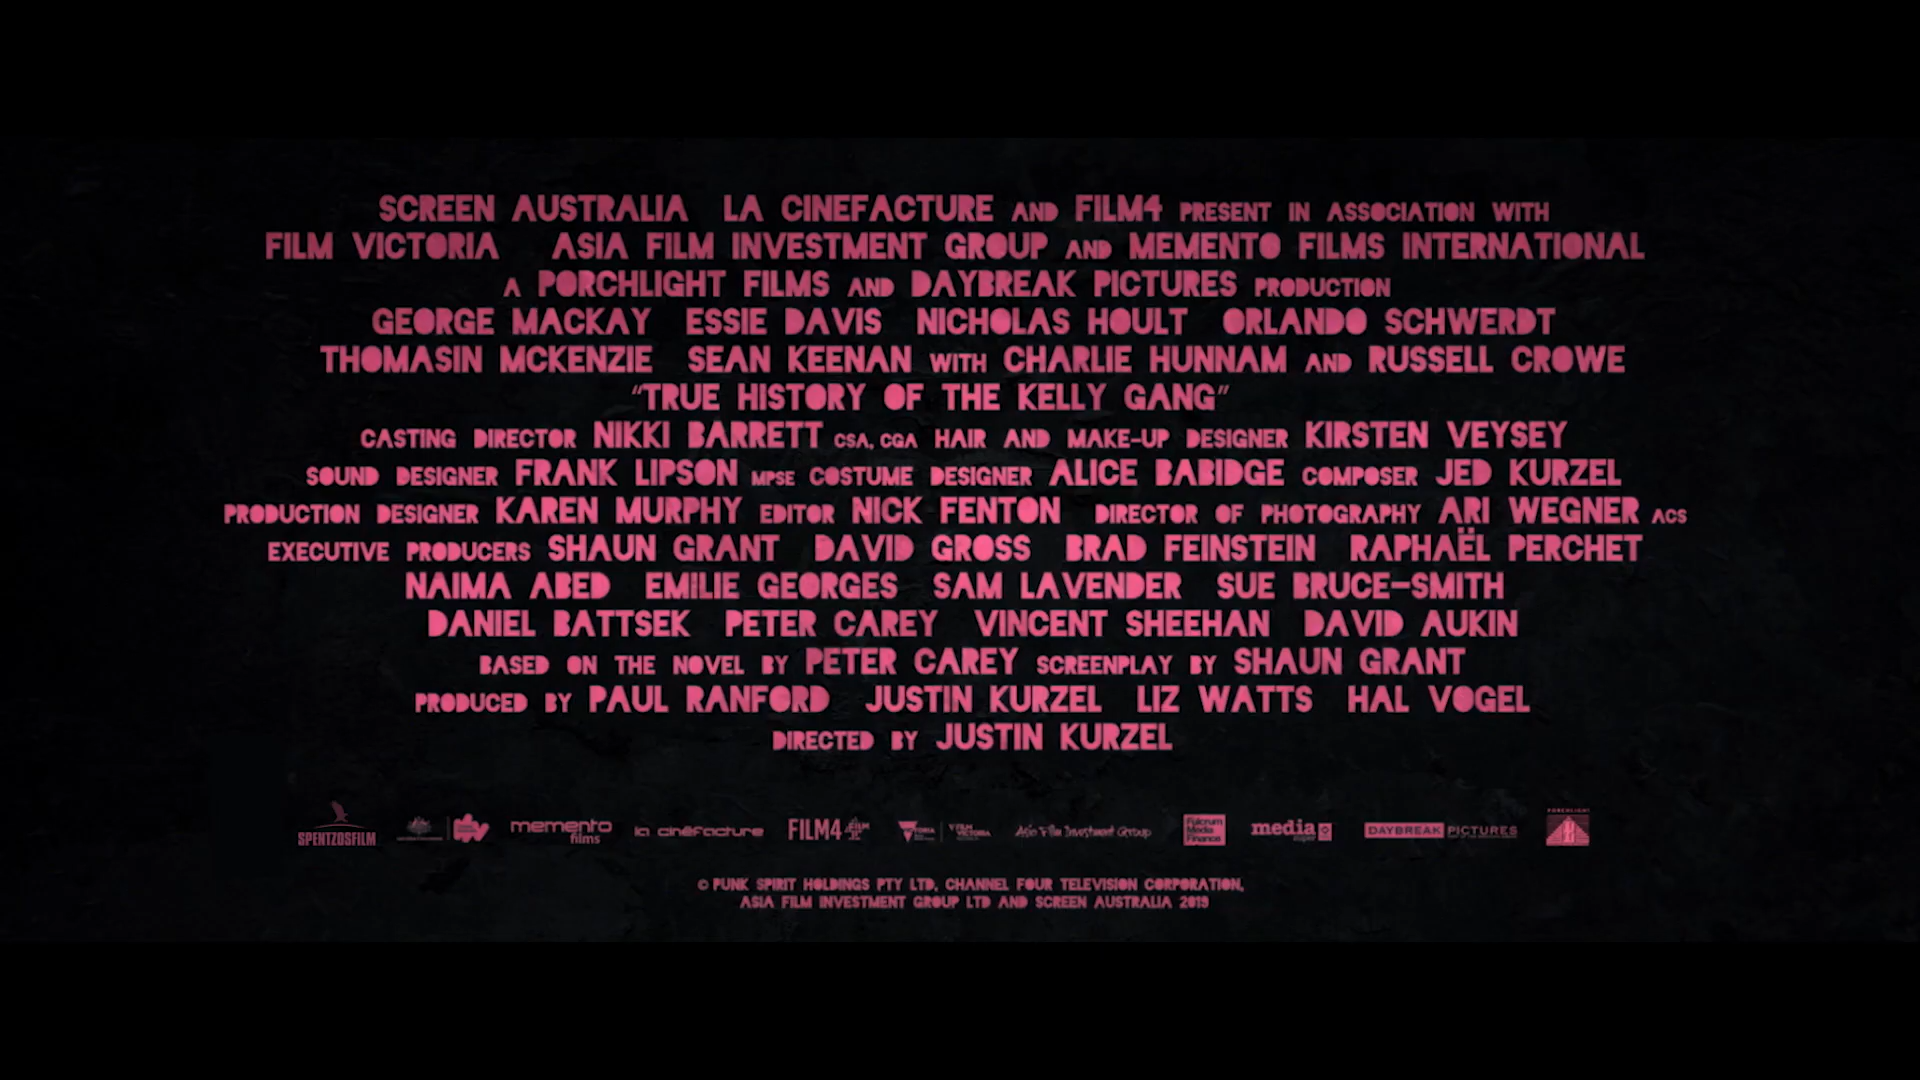 SCREEN AUSTRALIA LA CINEFACTURE AND FILM4 PRESENT IN ASSOCIATION WITH
FILM VICTORIA ASIA FILM INVESTMENT GROUP AND MEMENTO FILMS INTERNATIONAL
A PORCHLIGHT FILMS AND DAYBREAK PICTURES PRODUCTION
GEORGE MACKAY ESSIE DAVIS NICHOLAS HOULT ORLANDO SCHWERDT
THOMASIN MCKENZIE SEAN KEENAN WITH CHARLIE HUNNAM AND RUSSELL CROWE
"TRUE HISTORY OF THE KELLY GANG"
CASTING DIRECTOR NIKKI BARRETT CSA, CGA HAIR AND MAKE-UP DESIGNER KIRSTEN VEYSEY
SOUND DESIGNER FRANK LIPSON MPSE COSTUME DESIGNER ALICE BABIDGE COMPOSER JED KURZEL
PRODUCTION DESIGNER KAREN MURPHY EDITOR NICK FENTON DIRECTOR OF PHOTOGRAPHY ARI WEGNER ACS
EXECUTIVE PRODUCERS SHAUN GRANT DAVID GROSS BRAD FEINSTEIN RAPHAËL PERCHET
NAIMA ABED EMILIE GEORGES SAM LAVENDER SUE BRUCE-SMITH
DANIEL BATTSEK PETER CAREY VINCENT SHEEHAN DAVID AUKIN
BASED ON THE NOVEL BY PETER CAREY SCREENPLAY BY SHAUN GRANT
PRODUCED BY PAUL RANFORD JUSTIN KURZEL LIZ WATTS HAL VOGEL
DIRECTED BY JUSTIN KURZEL
SPENTZOSFILM memento films la cinéfacture FILM4 FILM VICTORIA Asia Film Investment Group Fulcrum Media Finance media super DAYBREAK PICTURES PORCHLIGHT
© PUNK SPIRIT HOLDINGS PTY LTD, CHANNEL FOUR TELEVISION CORPORATION,
ASIA FILM INVESTMENT GROUP LTD AND SCREEN AUSTRALIA 2019